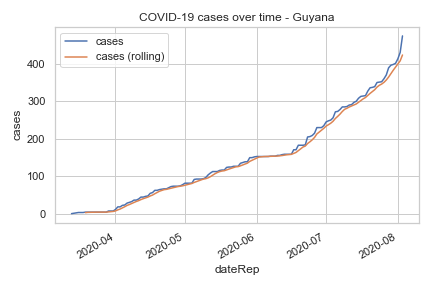 COVID-19 cases over time - Guyana
cases
cases (rolling)
400
300
200
100
0
cases
2020-04
2020-05
2020-06
2020-07
2020-08
dateRep